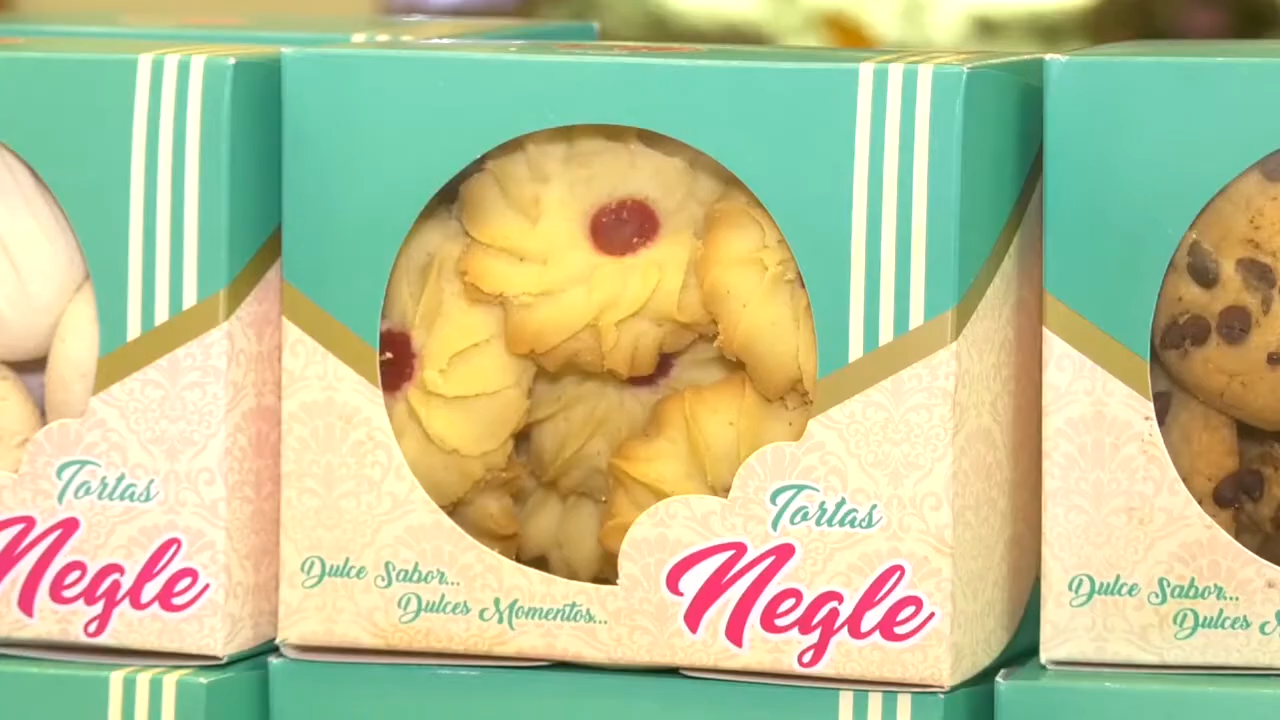 Tortas
Negle
Dulce Sabor...
Dulces Momentos...
Tortas
Negle
Dulce Sabor...
Dulces